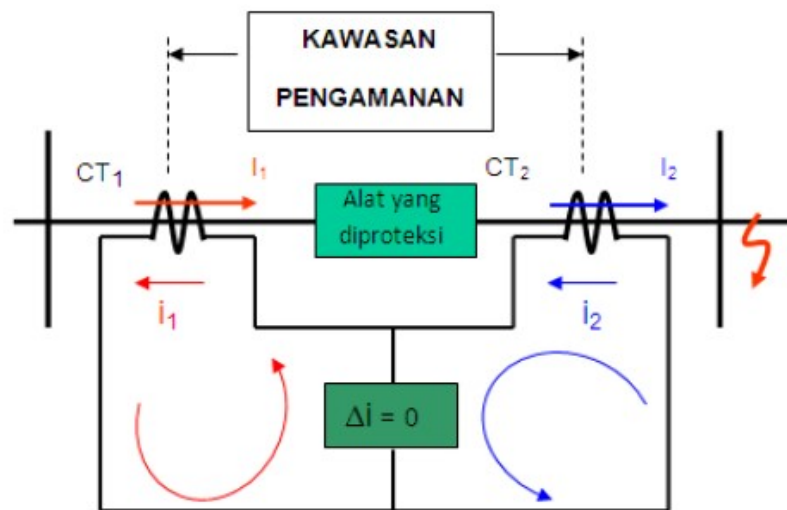 KAWASAN
PENGAMANAN
CT₁
I₁
CT₂
I₂
Alat yang
diproteksi
i₁
i₂
Δi = 0